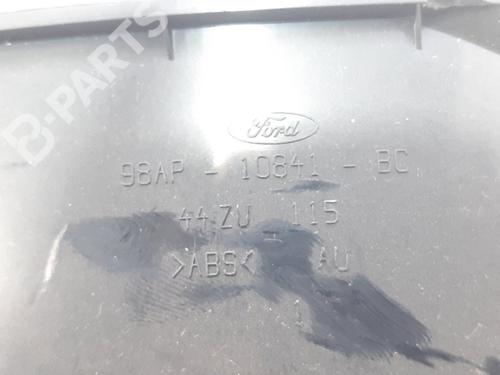 B-PARTS
Ford
98AP - 10841 - BC
44ZU 115
>ABS< AU